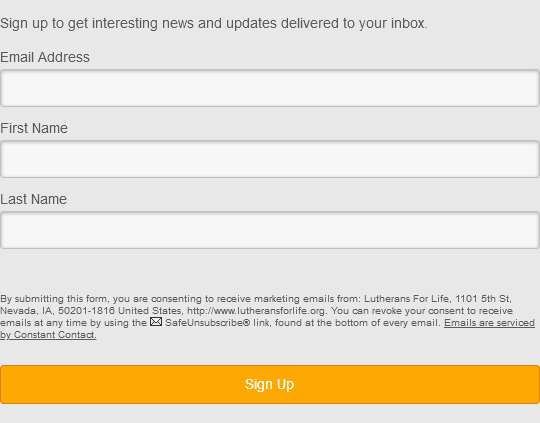 Sign up to get interesting news and updates delivered to your inbox.
Email Address
First Name
Last Name
By submitting this form, you are consenting to receive marketing emails from: Lutherans For Life, 1101 5th St,
Nevada, IA, 50201-1816 United States, http://www.lutheransforlife.org. You can revoke your consent to receive
emails at any time by using the SafeUnsubscribe® link, found at the bottom of every email. Emails are serviced
by Constant Contact.
Sign Up